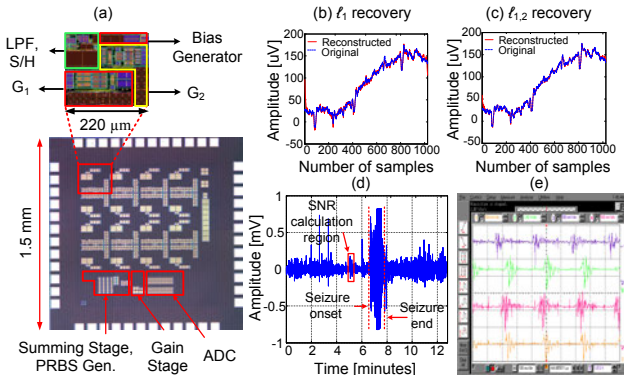 (a)
LPF,
S/H
Bias
Generator
G1
G2
220 µm
1.5 mm
Summing Stage,
PRBS Gen.
Gain
Stage
ADC
(b) ℓ1 recovery
Reconstructed
Original
200
150
100
50
0
-50
Amplitude [uV]
0 200 400 600 800 1000
Number of samples
(c) ℓ1,2 recovery
Reconstructed
Original
200
150
100
50
0
-50
Amplitude [uV]
0 200 400 600 800 1000
Number of samples
(d)
SNR
calculation
region
Seizure
onset
Seizure
end
1
0.5
0
-0.5
-1
Amplitude [mV]
0 2 4 6 8 10 12
Time [minutes]
(e)